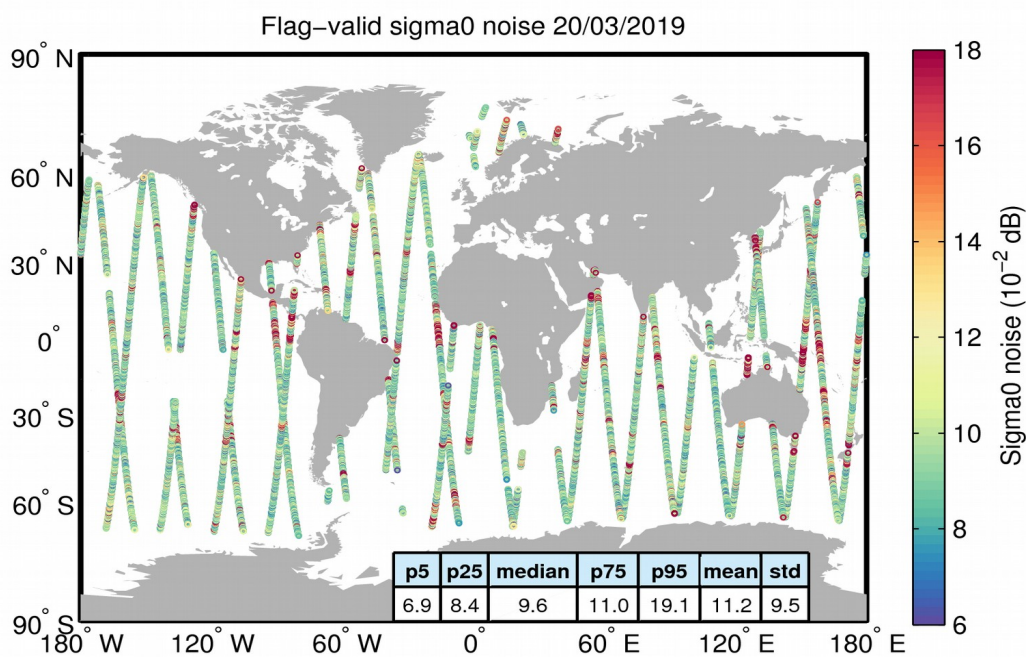 Flag-valid sigma0 noise 20/03/2019
90° N
60° N
30° N
0°
30° S
60° S
90° S
180° W
120° W
60° W
0°
60° E
120° E
180° E
p5 p25 median p75 p95 mean std
6.9 8.4 9.6 11.0 19.1 11.2 9.5
18
16
14
12
10
8
6
Sigma0 noise (10⁻² dB)